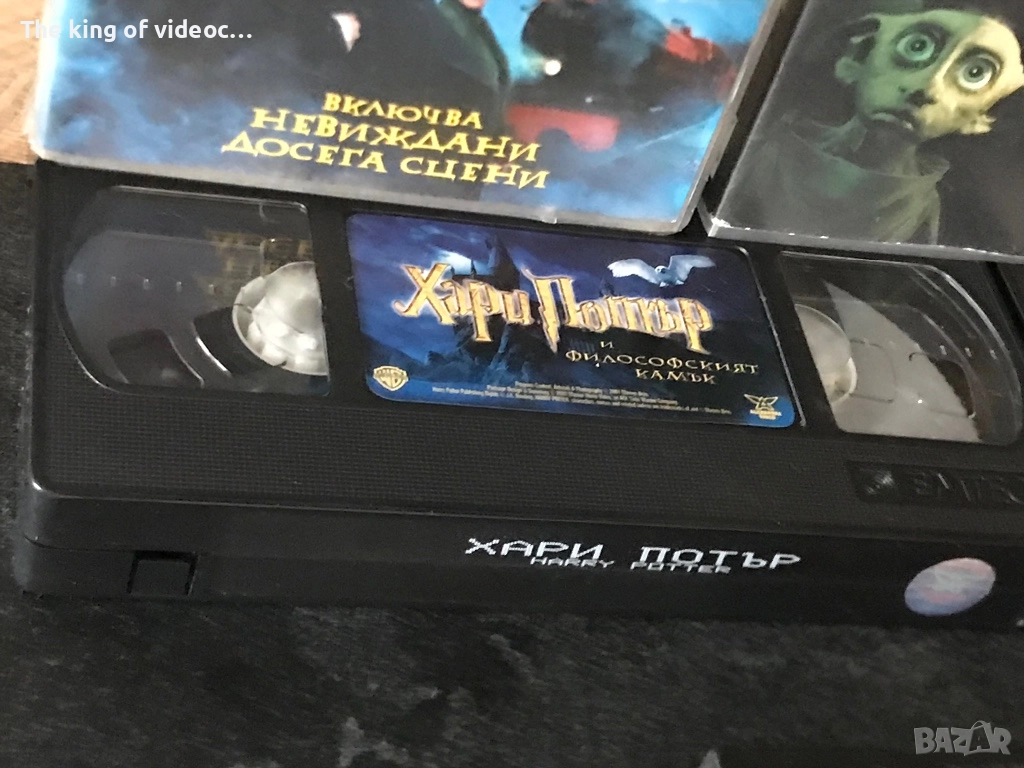 The king of videoc...
ВКЛЮЧВА
НЕВИЖДАНИ
ДОСЕГА СЦЕНИ
Хари Потър
и
ФИЛОСОФСКИЯТ
КАМЪК
ХАРИ ПОТЪР
HARRY POTTER
BAZAR